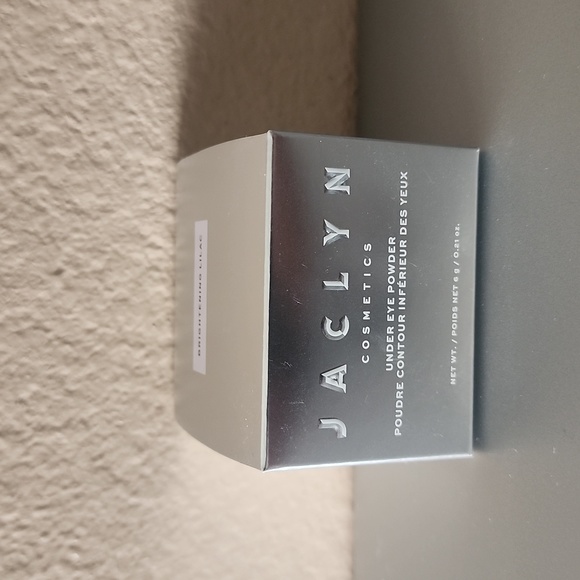 BRIGHTENING LILAC
JACLYN
COSMETICS
UNDER EYE POWDER
POUDRE CONTOUR INFÉRIEUR DES YEUX
NET WT. / POIDS NET 6 g / 0.21 oz.